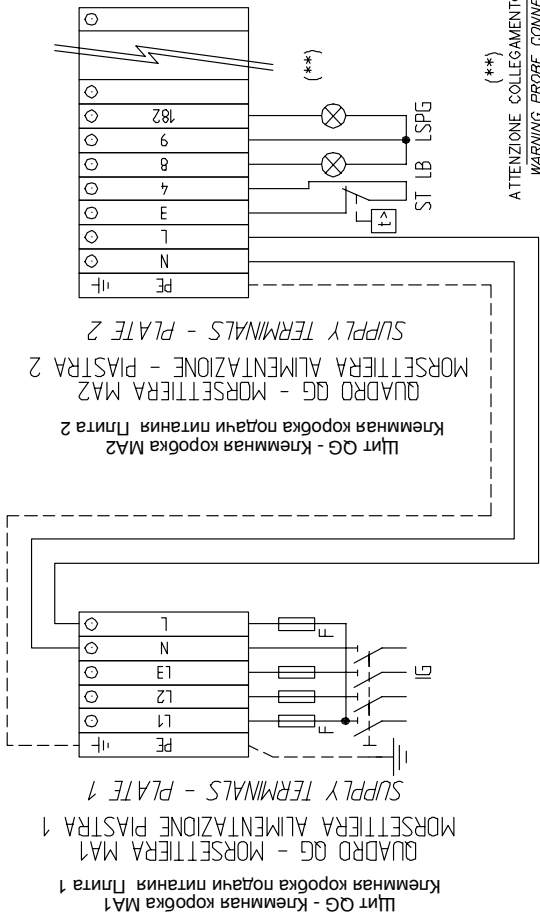 Щит QG - Клеммная коробка MA1
Клеммная коробка подачи питания Плита 1
QUADRO QG - MORSETTIERA MA1
MORSETTIERA ALIMENTAZIONE PIASTRA 1
SUPPLY TERMINALS - PLATE 1
PE
L1
F
L2
L3
N
L
F
IG
Щит QG - Клеммная коробка MA2
Клеммная коробка подачи питания Плита 2
QUADRO QG - MORSETTIERA MA2
MORSETTIERA ALIMENTAZIONE - PIASTRA 2
SUPPLY TERMINALS - PLATE 2
PE
N
L
3
4
8
9
182
t^
ST LB LSPG
(**)
(**)
ATTENZIONE COLLEGAMENT
WARNING PROBE CONNE